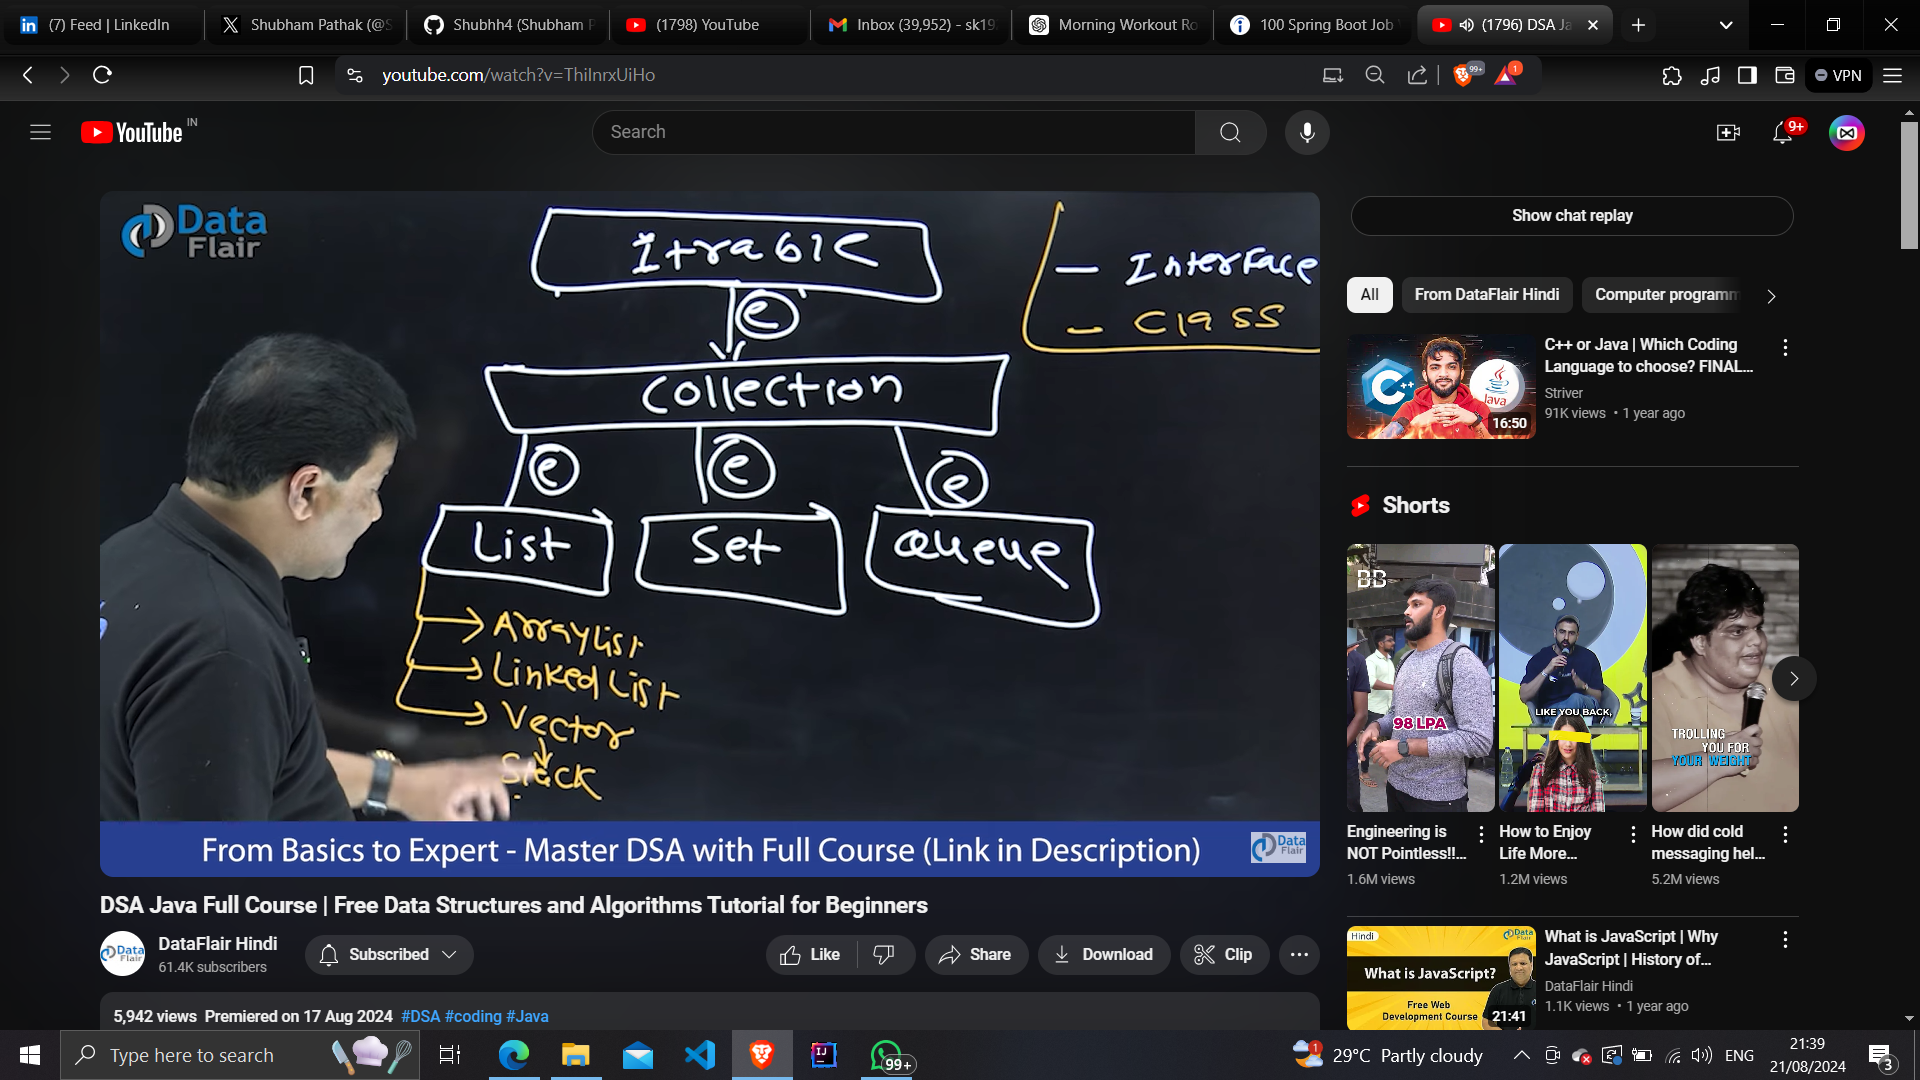 (7) Feed | LinkedIn
Shubham Pathak (@S
Shubhh4 (Shubham P
(1798) YouTube
Inbox (39,952) - sk19
Morning Workout Ro
100 Spring Boot Job
(1796) DSA Ja
youtube.com/watch?v=ThiInrxUiHo
99+
1
VPN
YouTube IN
Search
9+
Data
Flair
Itrable
e
Collection
e e e
List Set Queue
ArrayList
LinkedList
Vector
Stack
- Interface
- Class
From Basics to Expert - Master DSA with Full Course (Link in Description)
Data
Flair
DSA Java Full Course | Free Data Structures and Algorithms Tutorial for Beginners
Data
Flair
DataFlair Hindi
61.4K subscribers
Subscribed
Like
Share
Download
Clip
5,942 views Premiered on 17 Aug 2024 #DSA #coding #Java
Show chat replay
All
From DataFlair Hindi
Computer programm
C++
Java
16:50
C++ or Java | Which Coding
Language to choose? FINAL...
Striver
91K views • 1 year ago
Shorts
BB
98 LPA
LIKE YOU BACK,
TROLLING
YOU FOR
YOUR WEIGHT
Engineering is
NOT Pointless!!...
1.6M views
How to Enjoy
Life More...
1.2M views
How did cold
messaging hel...
5.2M views
Hindi
Data
Flair
What is JavaScript?
Free Web
Development Course
21:41
What is JavaScript | Why
JavaScript | History of...
DataFlair Hindi
1.1K views • 1 year ago
Type here to search
IJ
99+
1
29°C Partly cloudy
ENG
21:39
21/08/2024
3